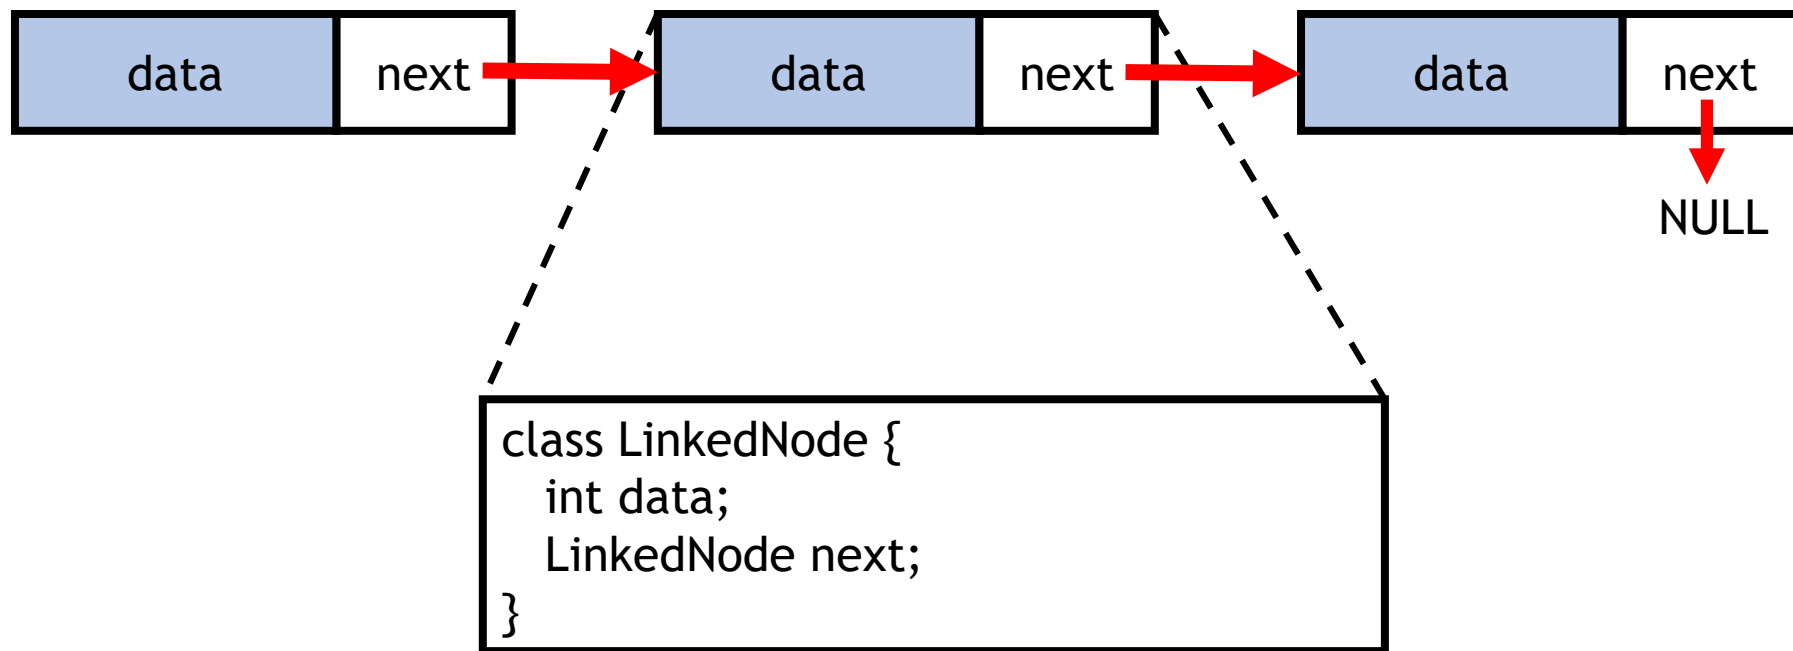 data next data next data next
NULL
class LinkedNode {
int data;
LinkedNode next;
}